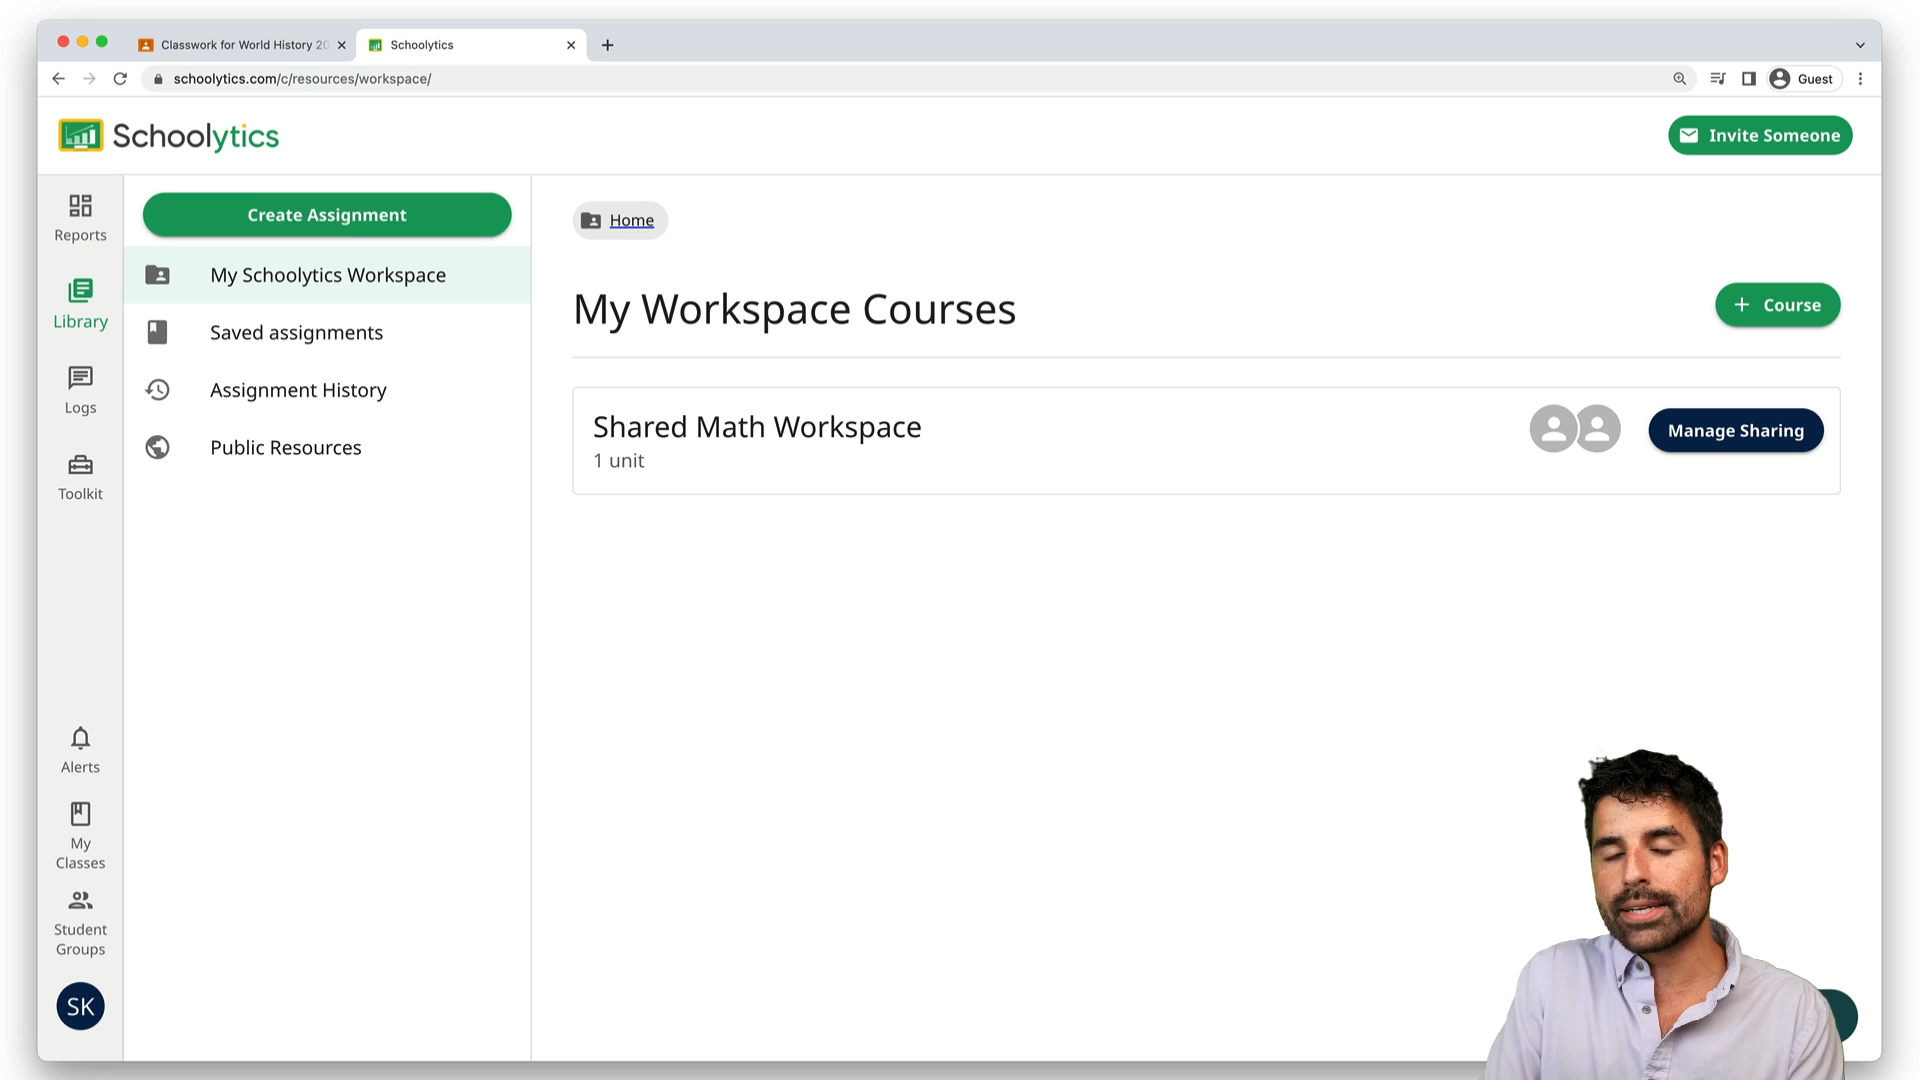 Classwork for World History 20
Schoolytics
schoolytics.com/c/resources/workspace/
Guest
Schoolytics
Invite Someone
Reports
Library
Logs
Toolkit
Alerts
My
Classes
Student
Groups
SK
Create Assignment
My Schoolytics Workspace
Saved assignments
Assignment History
Public Resources
Home
My Workspace Courses
+ Course
Shared Math Workspace
1 unit
Manage Sharing